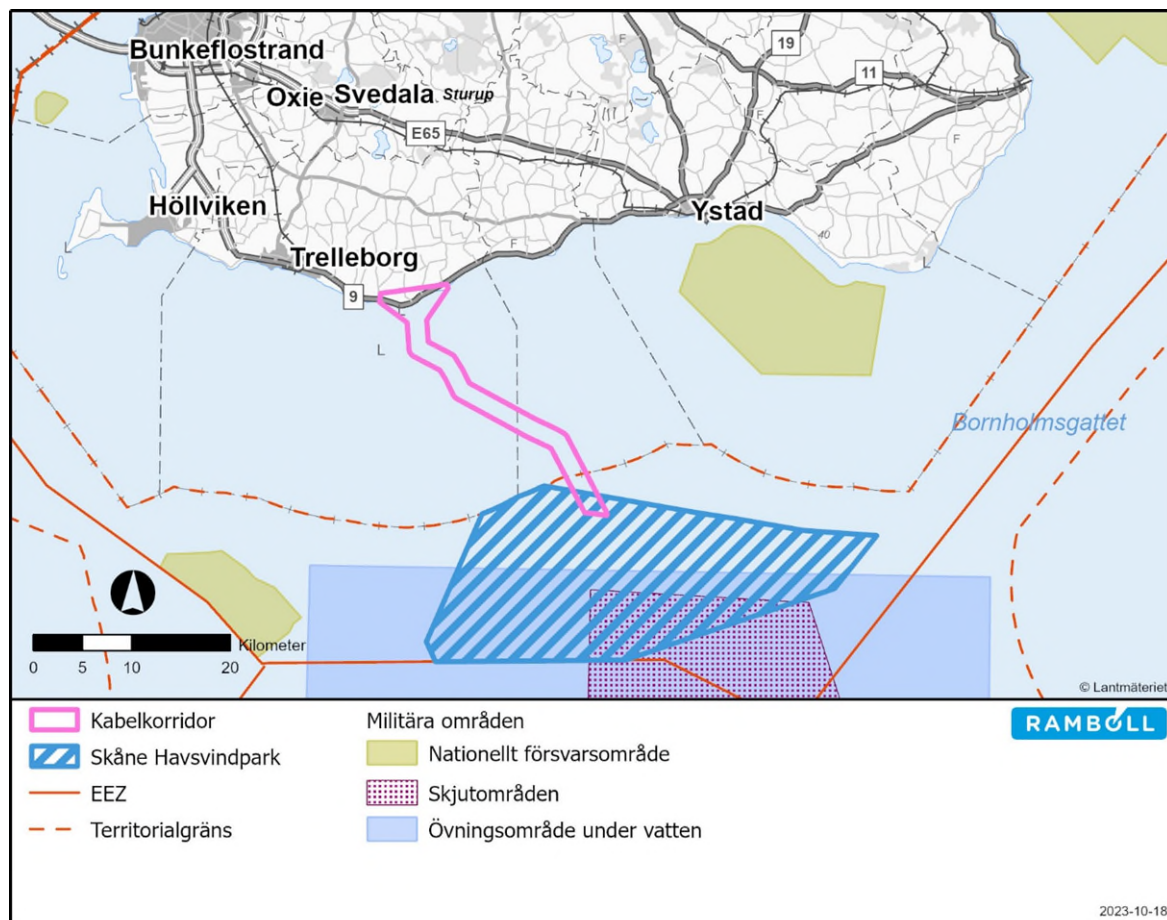 Bunkeflostrand
19
11
Oxie
Svedala
Sturup
F
E65
F
F
Höllviken
Ystad
L
Trelleborg
F
40
L
9
L
L
Bornholmsgattet
Kilometer
0 5 10 20
© Lantmäteriet
Kabelkorridor
Skåne Havsvindpark
EEZ
Territorialgräns
Militära områden
Nationellt försvarsområde
Skjutområden
Övningsområde under vatten
RAMBOLL
2023-10-18